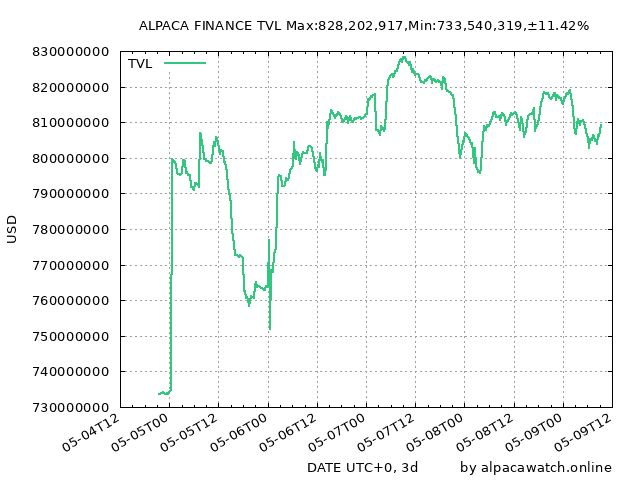 ALPACA FINANCE TVL Max:828,202,917,Min:733,540,319,±11.42%
TVL
830000000
820000000
810000000
800000000
790000000
780000000
770000000
760000000
750000000
740000000
730000000
USD
05-04T12
05-05T00
05-05T12
05-06T00
05-06T12
05-07T00
05-07T12
05-08T00
05-08T12
05-09T00
05-09T12
DATE UTC+0, 3d
by alpacawatch.online